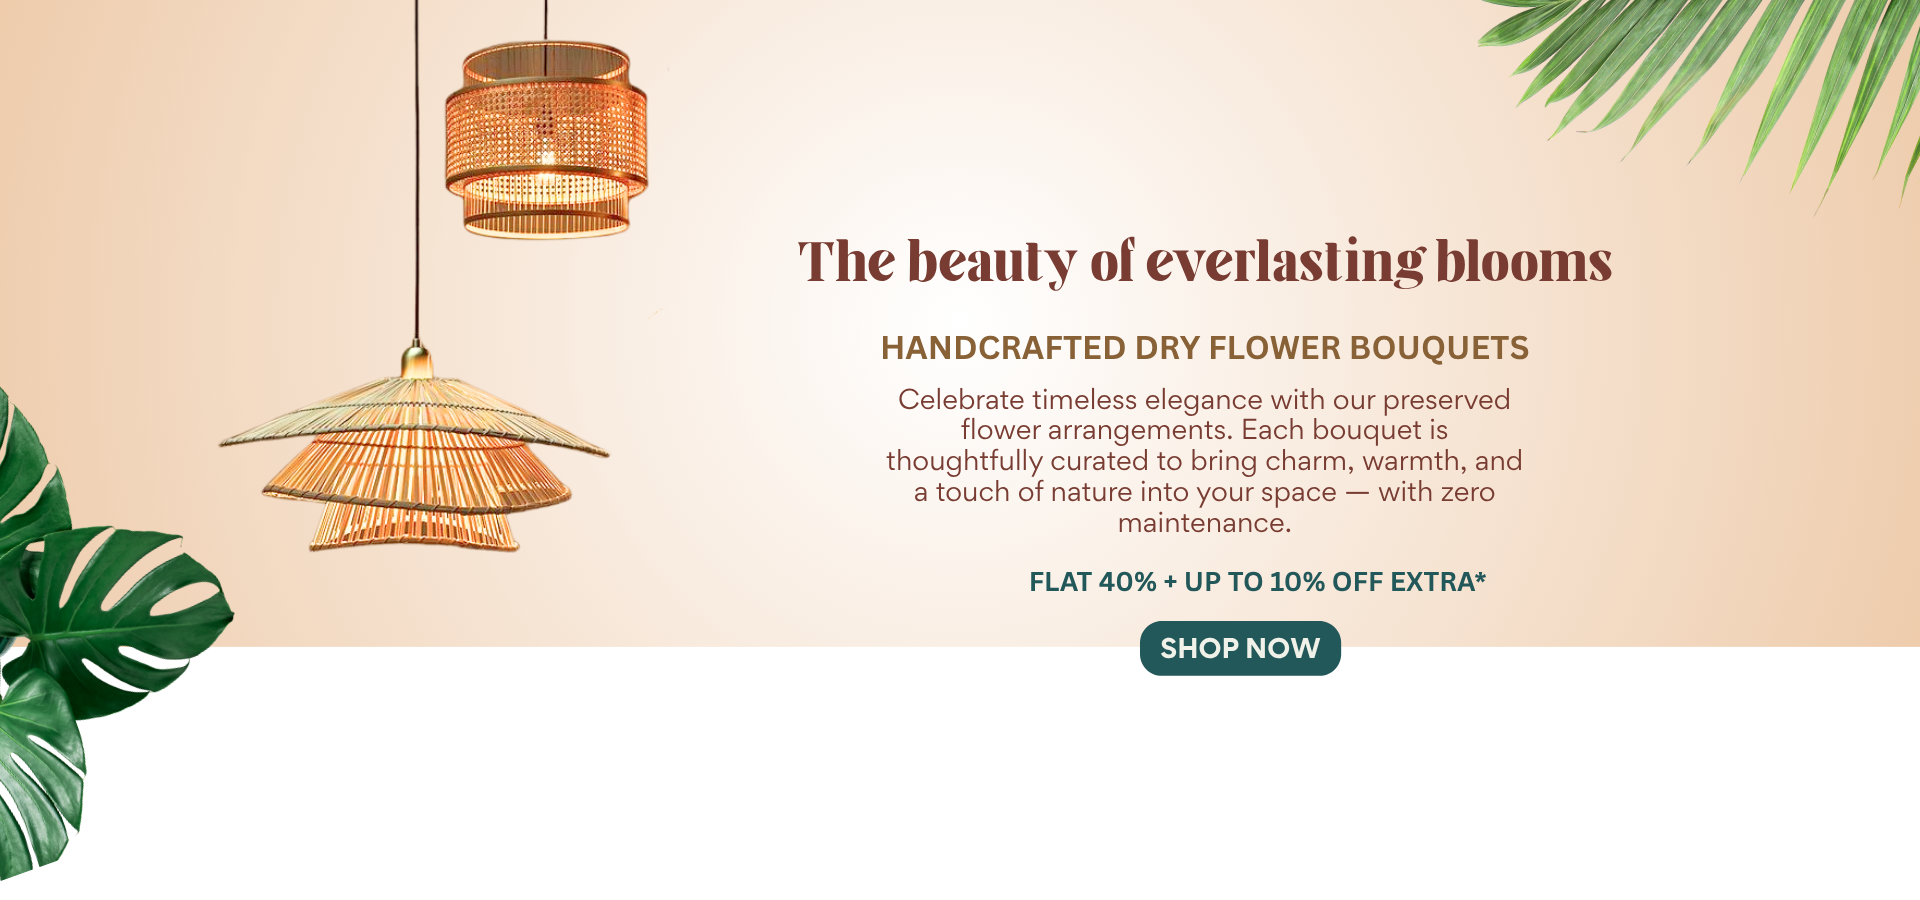 The beauty of everlasting blooms
HANDCRAFTED DRY FLOWER BOUQUETS
Celebrate timeless elegance with our preserved
flower arrangements. Each bouquet is
thoughtfully curated to bring charm, warmth, and
a touch of nature into your space — with zero
maintenance.
FLAT 40% + UP TO 10% OFF EXTRA*
SHOP NOW